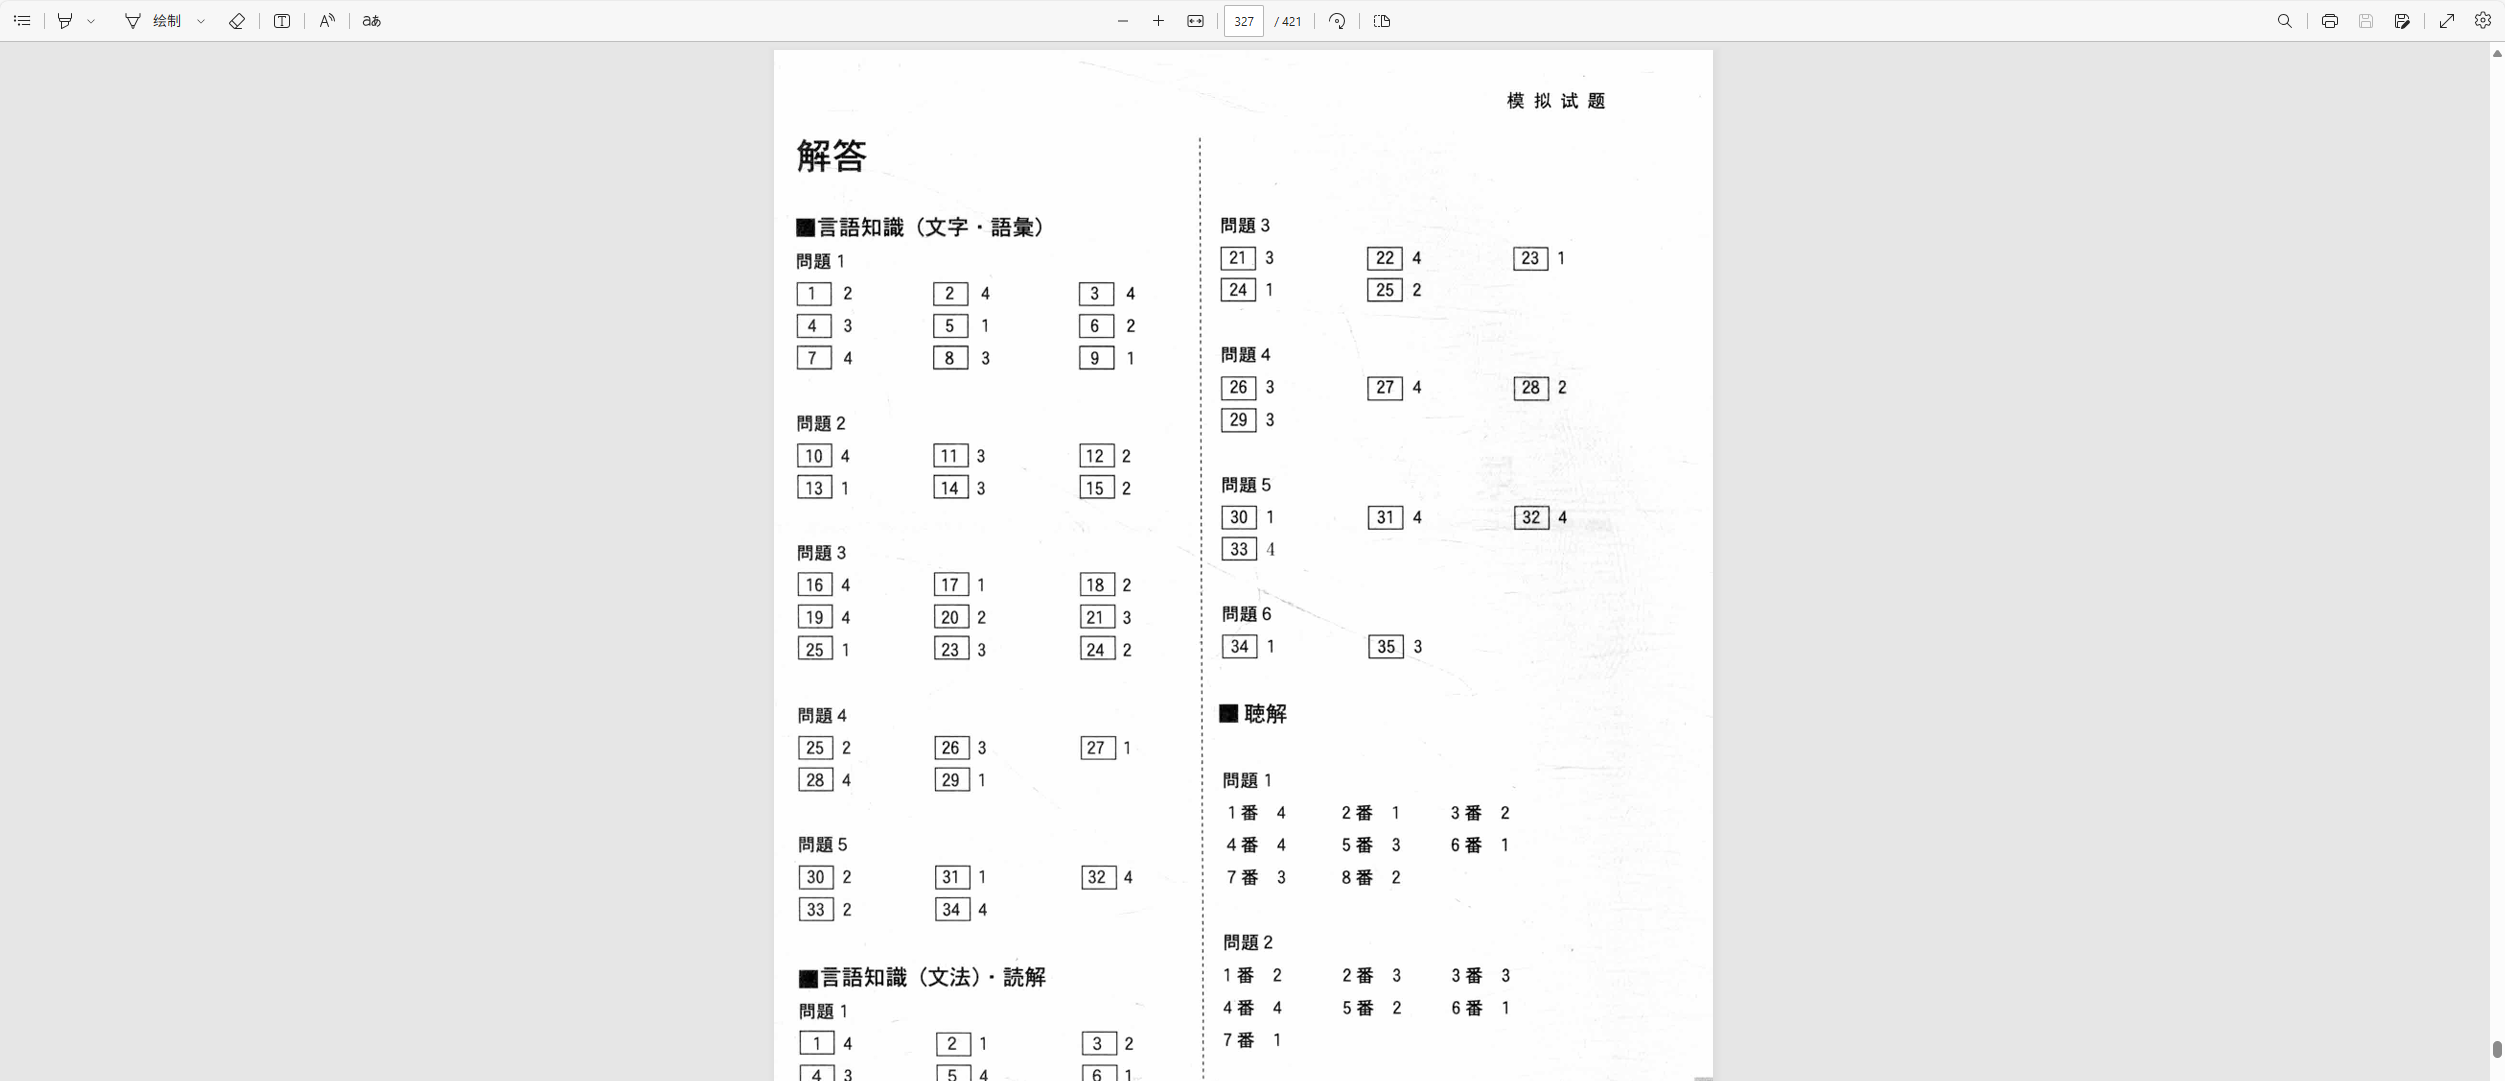 绘制
aあ
327 / 421
模拟试题
解答
■言語知識（文字・語彙）
問題1
1 2 2 4 3 4
4 3 5 1 6 2
7 4 8 3 9 1
問題2
10 4 11 3 12 2
13 1 14 3 15 2
問題3
16 4 17 1 18 2
19 4 20 2 21 3
25 1 23 3 24 2
問題4
25 2 26 3 27 1
28 4 29 1
問題5
30 2 31 1 32 4
33 2 34 4
■言語知識（文法）・読解
問題1
1 4 2 1 3 2
4 3 5 4 6 1
問題3
21 3 22 4 23 1
24 1 25 2
問題4
26 3 27 4 28 2
29 3
問題5
30 1 31 4 32 4
33 4
問題6
34 1 35 3
■聴解
問題1
1番 4 2番 1 3番 2
4番 4 5番 3 6番 1
7番 3 8番 2
問題2
1番 2 2番 3 3番 3
4番 4 5番 2 6番 1
7番 1